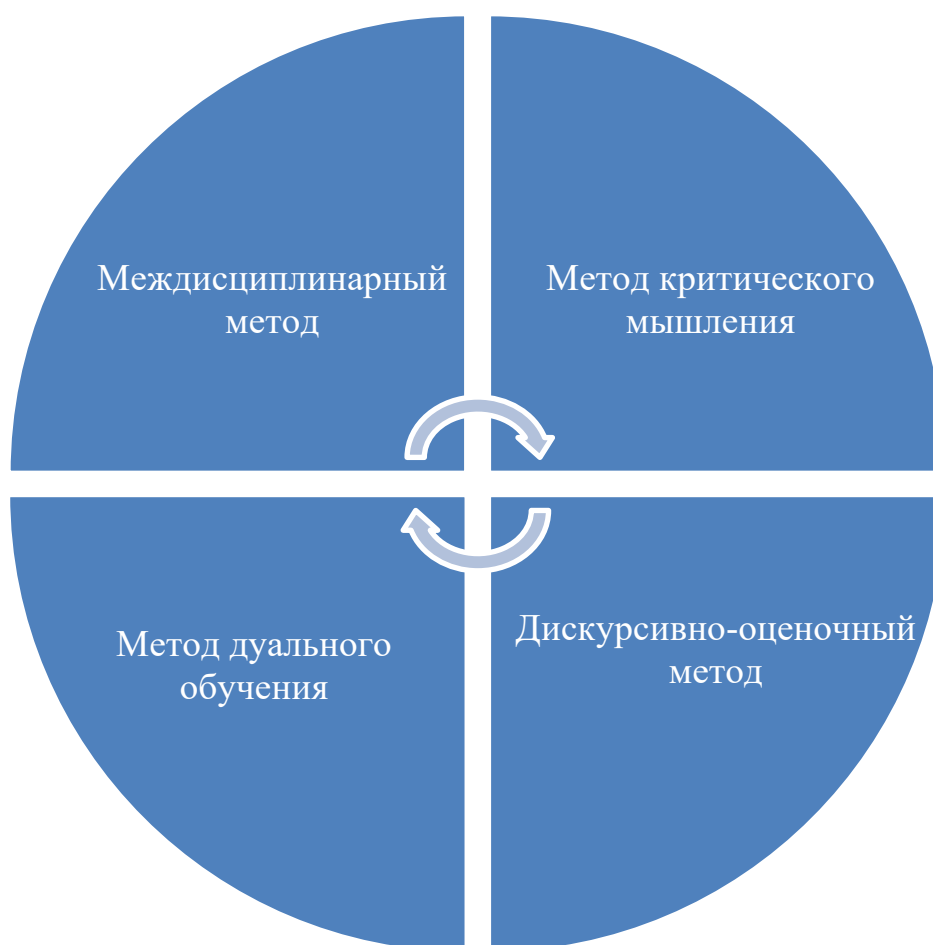 Междисциплинарный
метод
Метод критического
мышления
Метод дуального
обучения
Дискурсивно-оценочный
метод